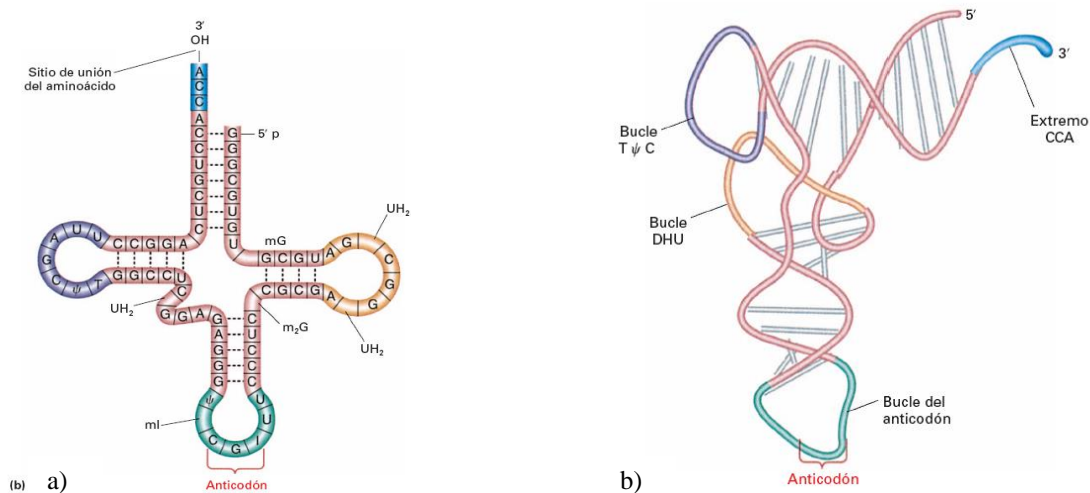 3'
OH
Sitio de unión
del aminoácido
A
C
C
A
C
C
U
G
C
U
C
G
G
G
C
G
U
G
U
5' p
UH₂
mG
G C G U A G C G G A
C G C G
A U U C C G G A
G C ψ T G G C C U
C
UH₂
m₂G
UH₂
G G A G
A
G
G
G
C
U
C
C
C
ψ
U
U
mI
C G I
(b) a)
Anticodón
5'
3'
Bucle
T ψ C
Extremo
CCA
Bucle
DHU
Bucle del
anticodón
b)
Anticodón